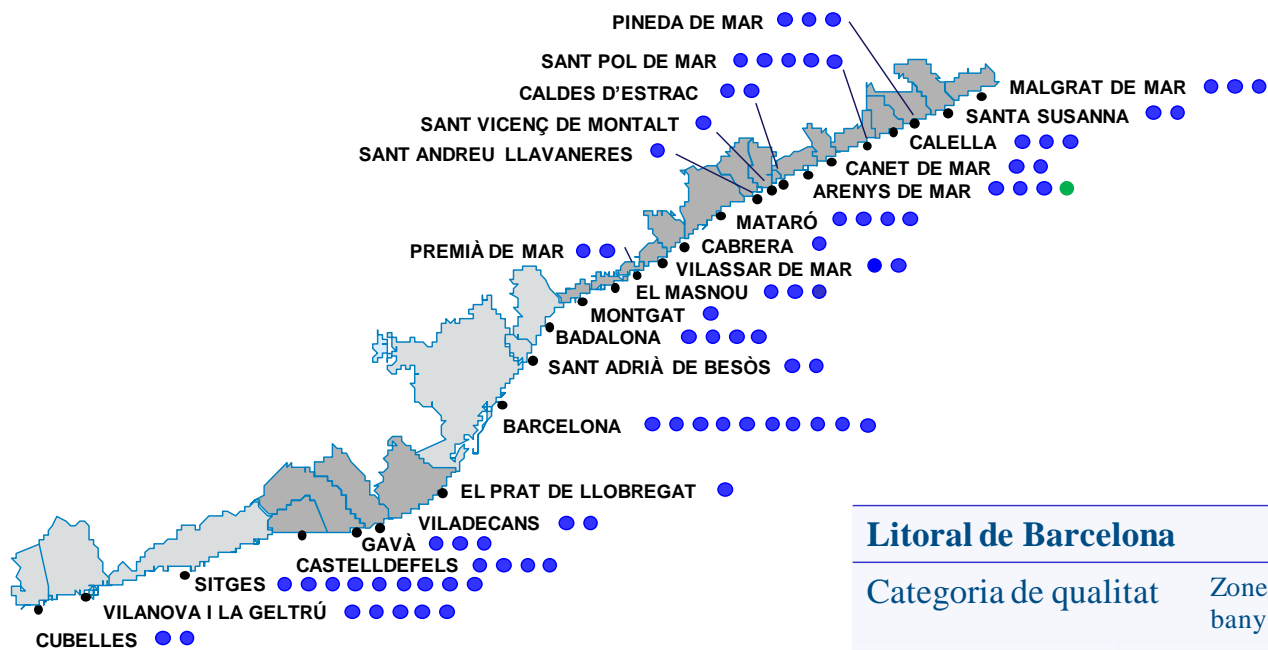 PINEDA DE MAR
SANT POL DE MAR
CALDES D'ESTRAC
SANT VICENÇ DE MONTALT
SANT ANDREU LLAVANERES
MALGRAT DE MAR
SANTA SUSANNA
CALELLA
CANET DE MAR
ARENYS DE MAR
MATARÓ
CABRERA
PREMIÀ DE MAR
VILASSAR DE MAR
EL MASNOU
MONTGAT
BADALONA
SANT ADRIÀ DE BESÒS
BARCELONA
EL PRAT DE LLOBREGAT
VILADECANS
GAVÀ
CASTELLDEFELS
SITGES
VILANOVA I LA GELTRÚ
CUBELLES
Litoral de Barcelona
Categoria de qualitat
Zone
bany